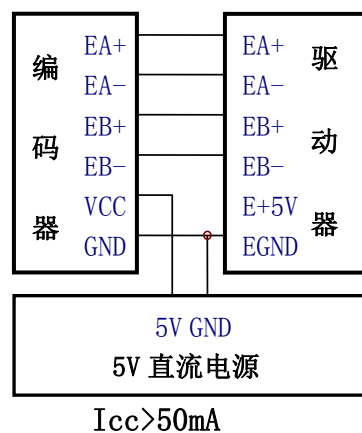 编码器
EA+
EA-
EB+
EB-
VCC
GND
EA+
EA-
EB+
EB-
E+5V
EGND
驱动器
5V GND
5V 直流电源
Icc>50mA